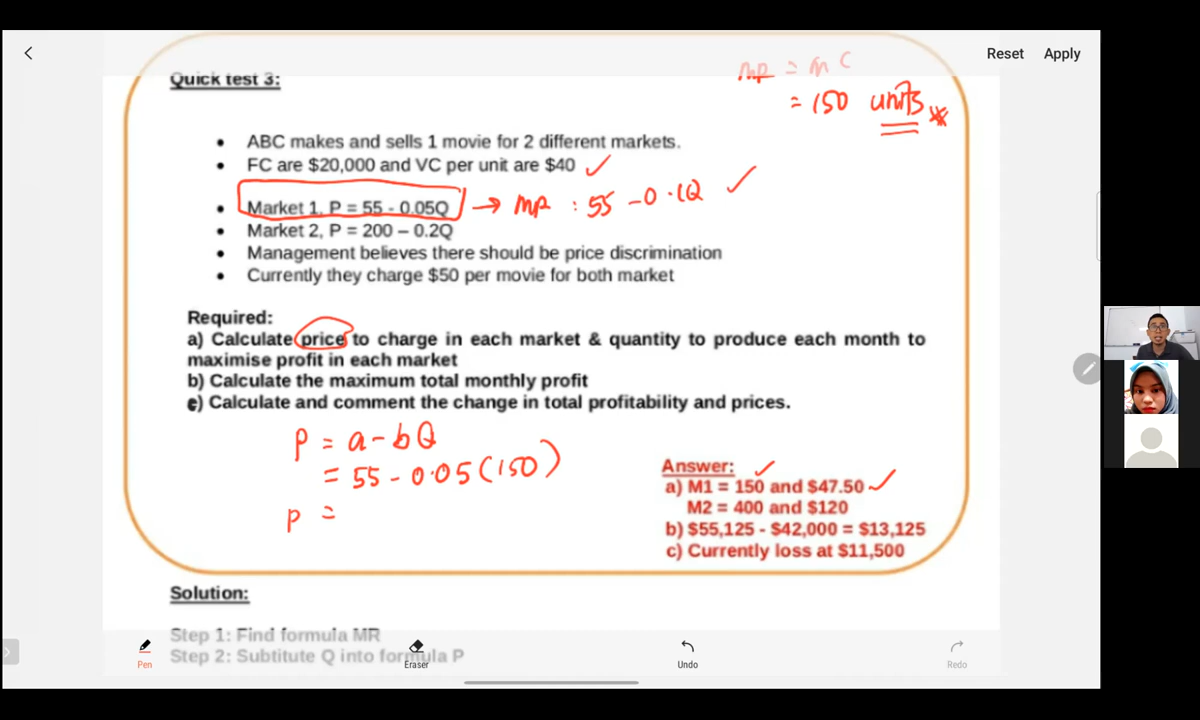 Reset Apply
Quick test 3:
MR = MC
= 150 units *
• ABC makes and sells 1 movie for 2 different markets.
• FC are $20,000 and VC per unit are $40 ✓
• Market 1, P = 55 - 0.05Q → MR : 55 - 0.1Q ✓
• Market 2, P = 200 – 0.2Q
• Management believes there should be price discrimination
• Currently they charge $50 per movie for both market
Required:
a) Calculate price to charge in each market & quantity to produce each month to
maximise profit in each market
b) Calculate the maximum total monthly profit
c) Calculate and comment the change in total profitability and prices.
P = a - bQ
= 55 - 0.05(150)
P =
Answer: ✓
a) M1 = 150 and $47.50 ✓
M2 = 400 and $120
b) $55,125 - $42,000 = $13,125
c) Currently loss at $11,500
Solution:
Step 1: Find formula MR
Step 2: Subtitute Q into formula P
Pen Eraser Undo Redo